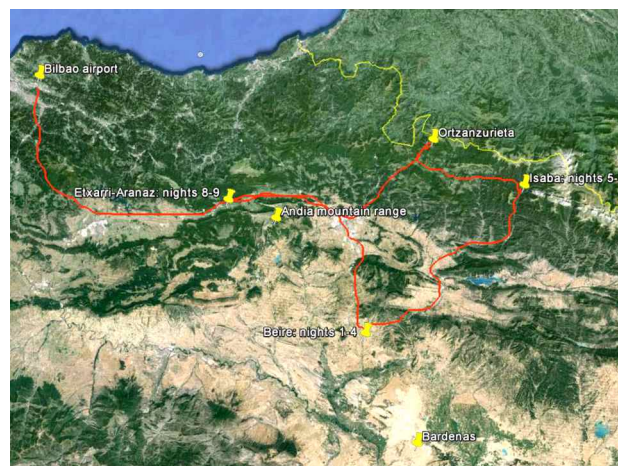 Bilbao airport
Ortzanzurieta
Isaba: nights 5-
Etxarri-Aranaz: nights 8-9
Andia mountain range
Beire: nights 1-4
Bardenas